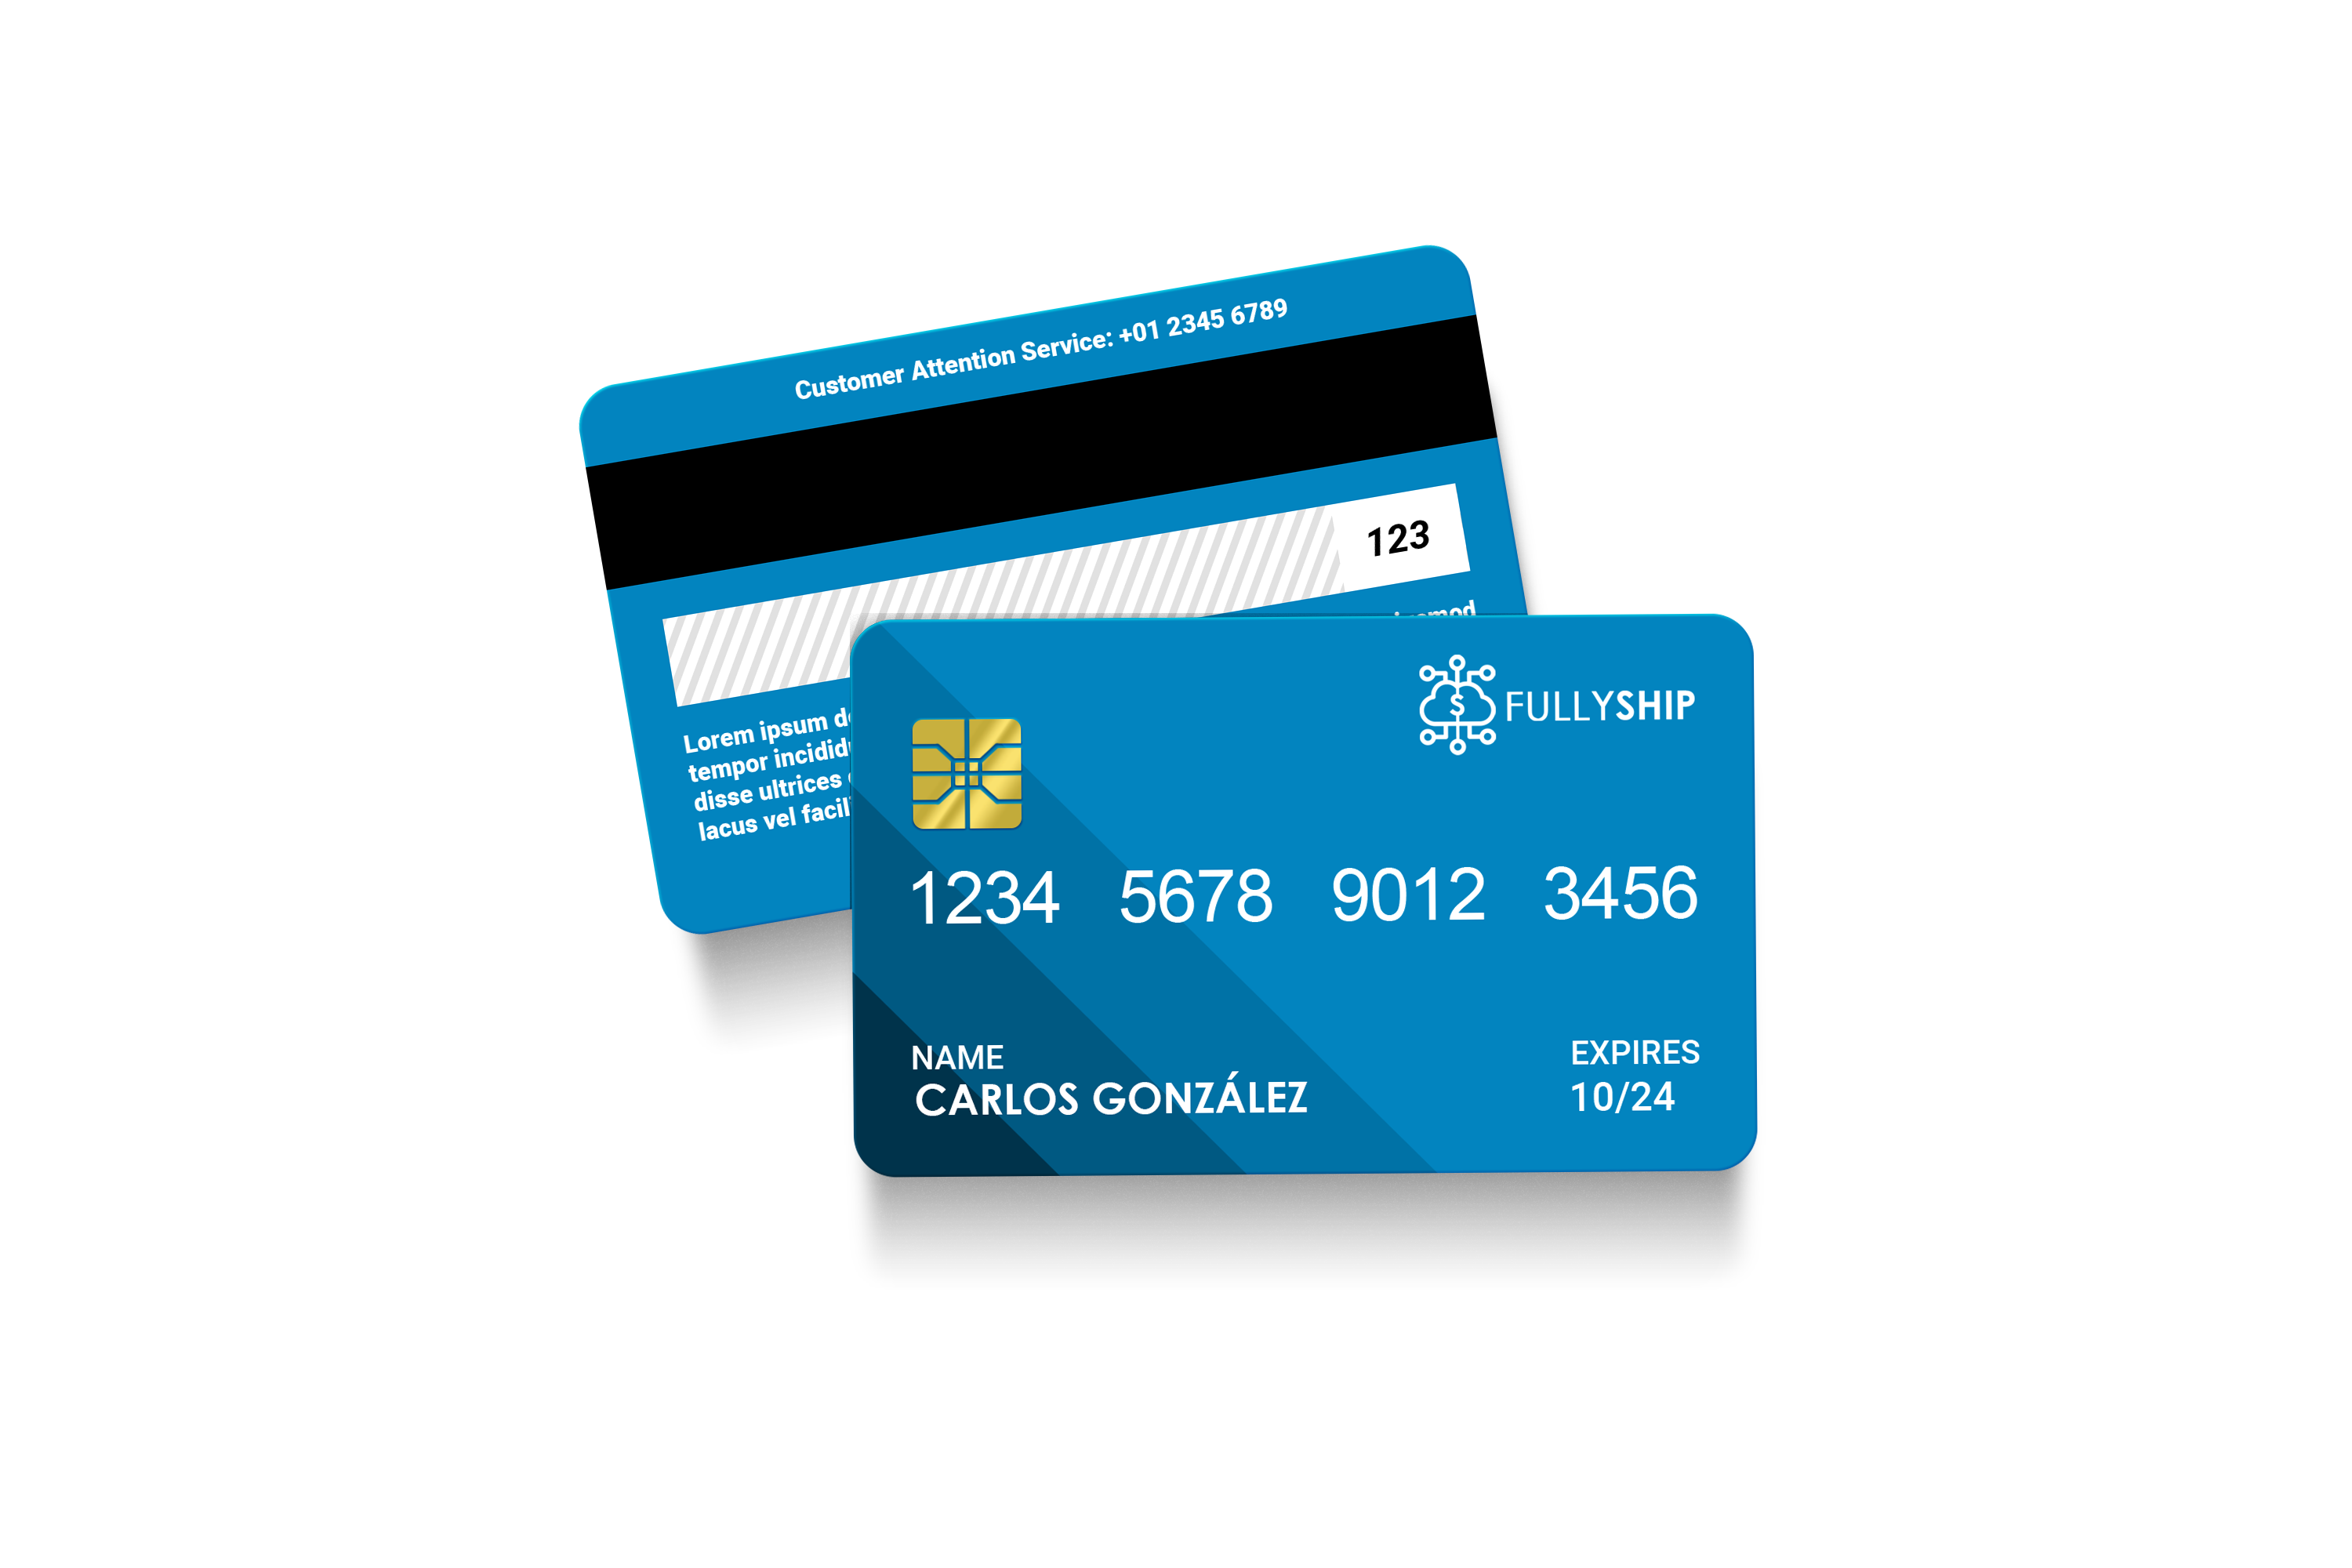 Customer Attention Service: +01 2345 6789
123
Lorem ipsum
tempor
disse ultrices
lacus vel
FULLYSHIP
1234 5678 9012 3456
NAME
CARLOS GONZÁLEZ
EXPIRES
10/24